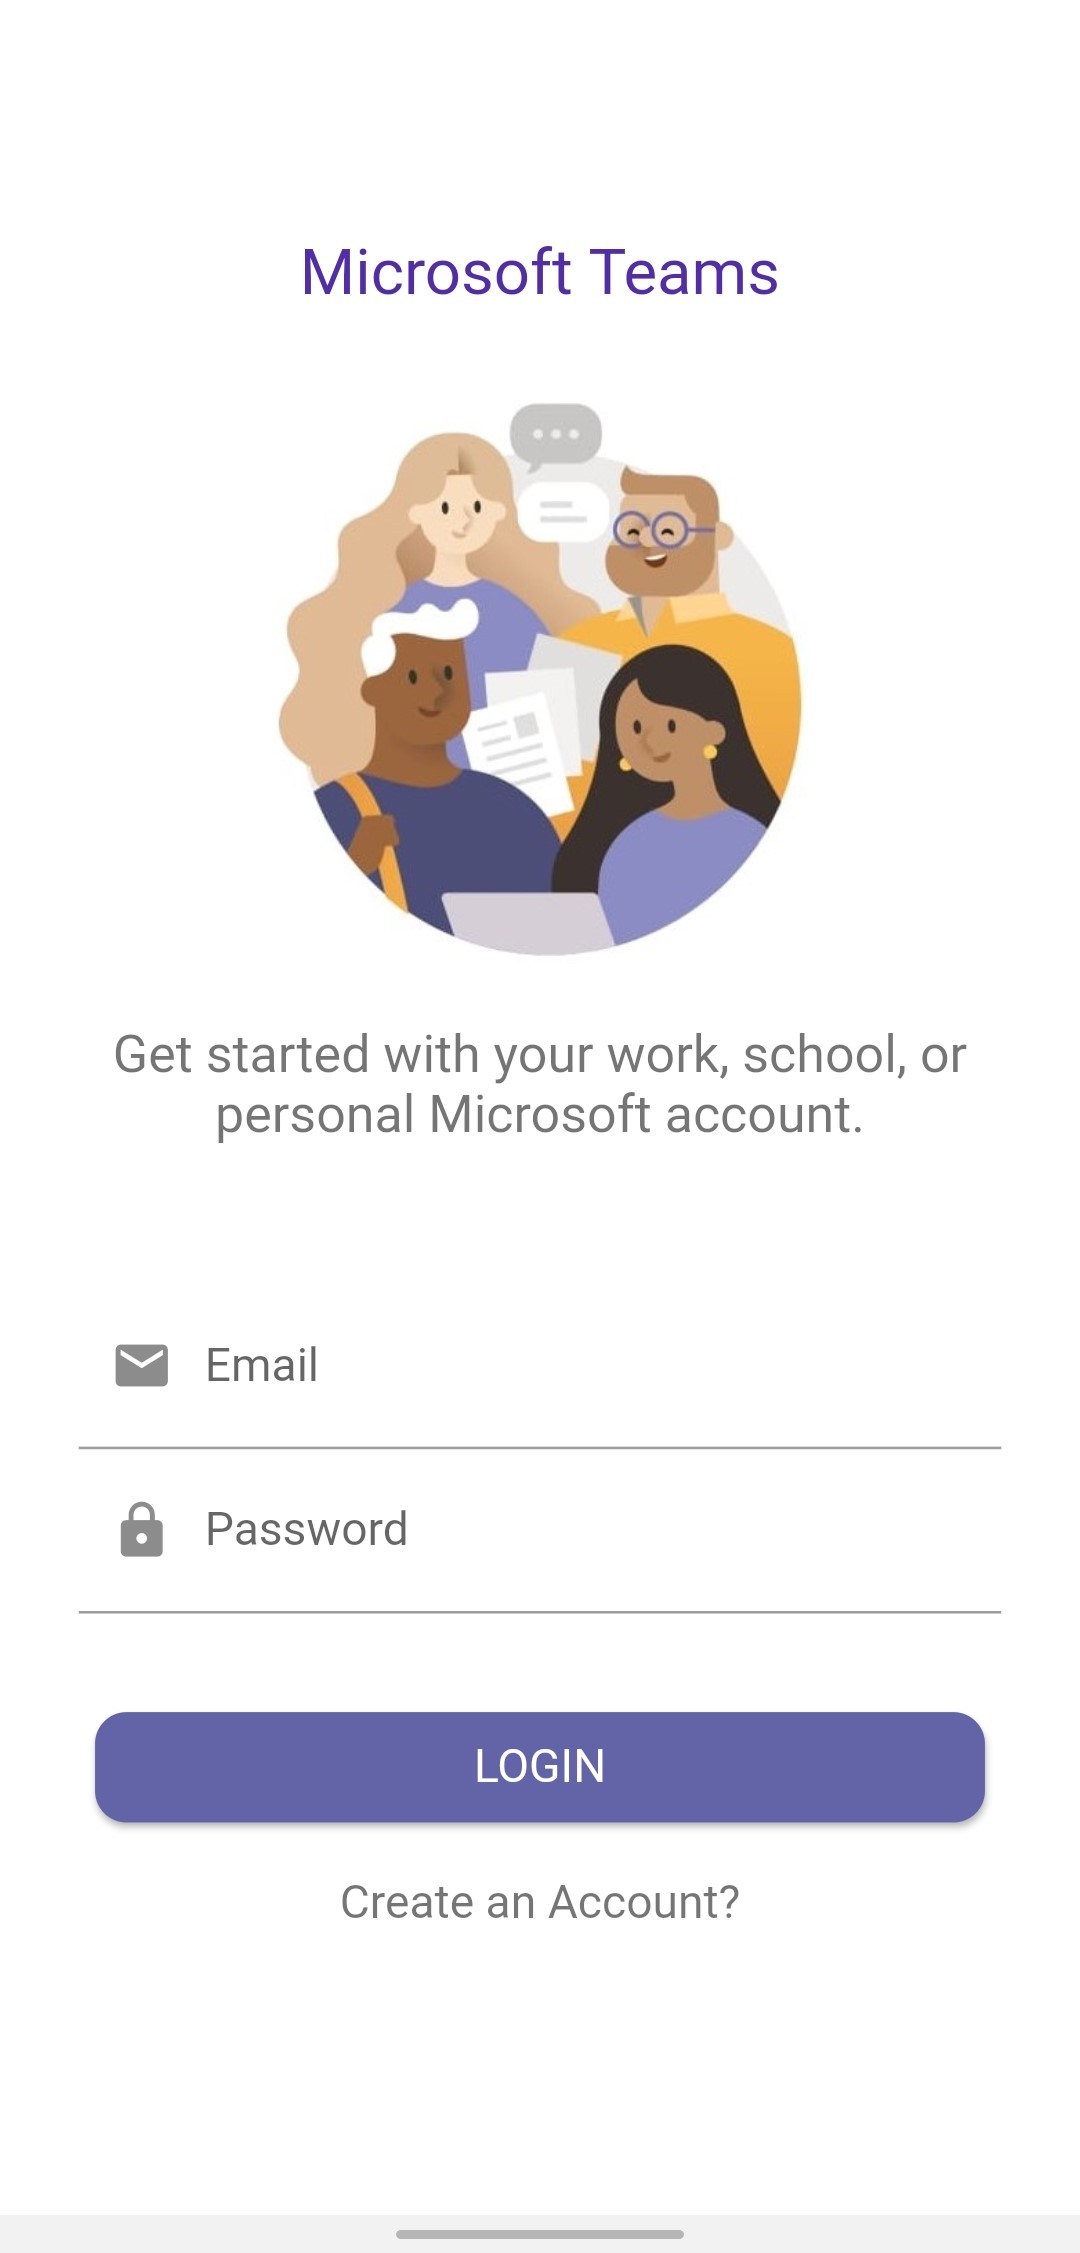 Microsoft Teams
Get started with your work, school, or
personal Microsoft account.
Email
Password
LOGIN
Create an Account?